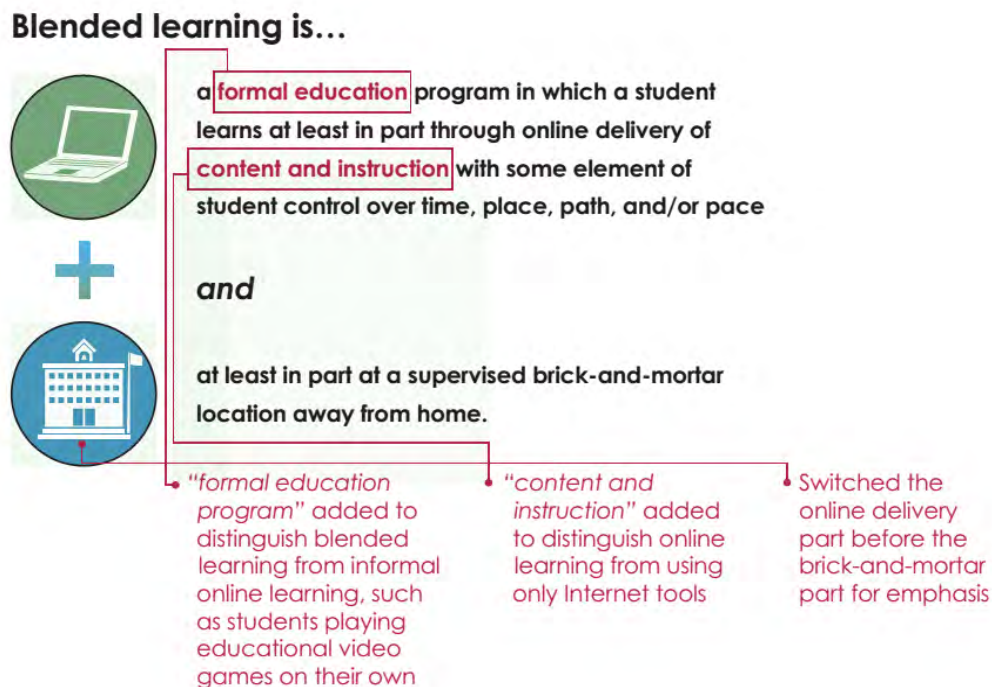 Blended learning is…
a formal education program in which a student
learns at least in part through online delivery of
content and instruction with some element of
student control over time, place, path, and/or pace
and
at least in part at a supervised brick-and-mortar
location away from home.
“formal education
program” added to
distinguish blended
learning from informal
online learning, such
as students playing
educational video
games on their own
“content and
instruction” added
to distinguish online
learning from using
only Internet tools
Switched the
online delivery
part before the
brick-and-mortar
part for emphasis